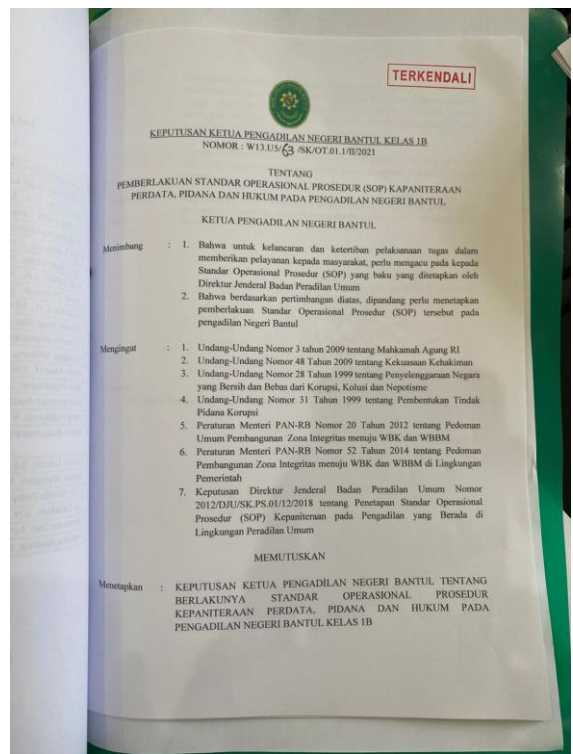 TERKENDALI
KEPUTUSAN KETUA PENGADILAN NEGERI BANTUL KELAS 1B
NOMOR : W13.U5/63 /SK/OT.01.1/II/2021
TENTANG
PEMBERLAKUAN STANDAR OPERASIONAL PROSEDUR (SOP) KAPANITERAAN
PERDATA, PIDANA DAN HUKUM PADA PENGADILAN NEGERI BANTUL
KETUA PENGADILAN NEGERI BANTUL
Menimbang : 1. Bahwa untuk kelancaran dan ketertiban pelaksanaan tugas dalam
memberikan pelayanan kepada masyarakat, perlu mengacu pada kepada
Standar Operasional Prosedur (SOP) yang baku yang ditetapkan oleh
Direktur Jenderal Badan Peradilan Umum
2. Bahwa berdasarkan pertimbangan diatas, dipandang perlu menetapkan
pemberlakuan Standar Operasional Prosedur (SOP) tersebut pada
pengadilan Negeri Bantul
Mengingat : 1. Undang-Undang Nomor 3 tahun 2009 tentang Mahkamah Agung RI
2. Undang-Undang Nomor 48 Tahun 2009 tentang Kekuasaan Kehakiman
3. Undang-Undang Nomor 28 Tahun 1999 tentang Penyelenggaraan Negara
yang Bersih dan Bebas dari Korupsi, Kolusi dan Nepotisme
4. Undang-Undang Nomor 31 Tahun 1999 tentang Pembentukan Tindak
Pidana Korupsi
5. Peraturan Menteri PAN-RB Nomor 20 Tahun 2012 tentang Pedoman
Umum Pembangunan Zona Integritas menuju WBK dan WBBM
6. Peraturan Menteri PAN-RB Nomor 52 Tahun 2014 tentang Pedoman
Pembangunan Zona Integritas menuju WBK dan WBBM di Lingkungan
Pemerintah
7. Keputusan Direktur Jenderal Badan Peradilan Umum Nomor
2012/DJU/SK.PS.01/12/2018 tentang Penetapan Standar Operasional
Prosedur (SOP) Kepaniteraan pada Pengadilan yang Berada di
Lingkungan Peradilan Umum
MEMUTUSKAN
Menetapkan : KEPUTUSAN KETUA PENGADILAN NEGERI BANTUL TENTANG
BERLAKUNYA STANDAR OPERASIONAL PROSEDUR
KEPANITERAAN PERDATA, PIDANA DAN HUKUM PADA
PENGADILAN NEGERI BANTUL KELAS 1B